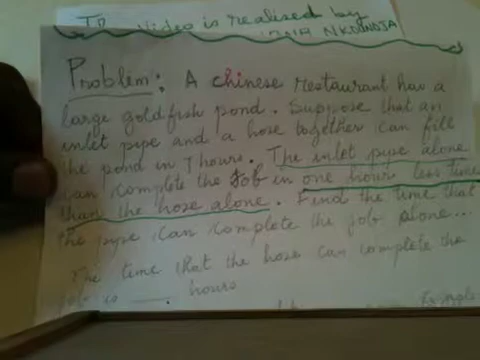 Video is realised by
NKOUNDJA
Problem: A chinese restaurant has a
large goldfish pond. Suppose that an
inlet pipe and a hose together can fill
the pond in 7 hours. The inlet pipe alone
can complete the job in one hour less time
than the hose alone. Find the time that
the pipe can complete the job alone...
The time that the hose can complete the
job is ___ hours